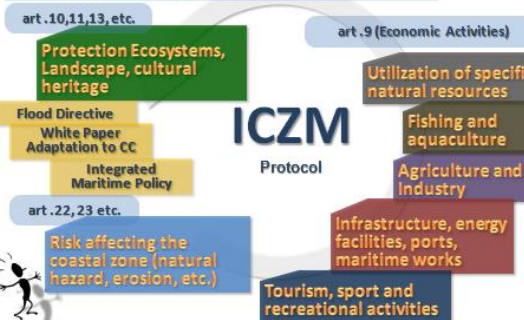 art.10,11,13, etc.
Protection Ecosystems,
Landscape, cultural
heritage
Flood Directive
White Paper
Adaptation to CC
Integrated
Maritime Policy
art.22,23 etc.
Risk affecting the
coastal zone (natural
hazard, erosion, etc.)
ICZM
Protocol
art.9 (Economic Activities)
Utilization of specifi
natural resources
Fishing and
aquaculture
Agriculture and
Industry
Infrastructure, energy
facilities, ports,
maritime works
Tourism, sport and
recreational activities